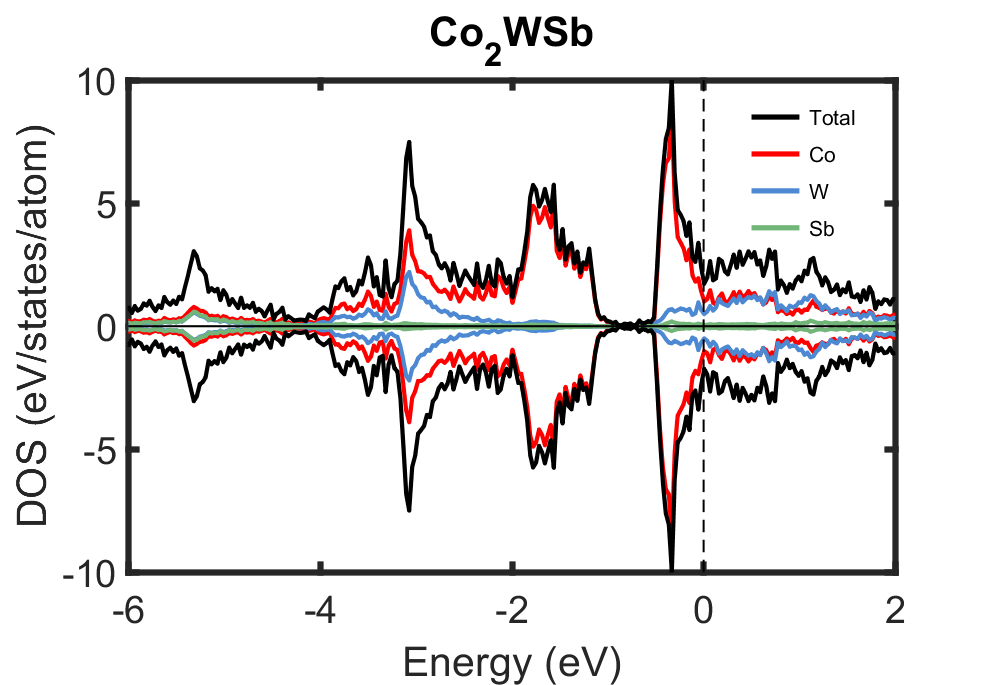 Co₂WSb
10
5
0
-5
-10
-6
-4
-2
0
2
DOS (eV/states/atom)
Energy (eV)
Total
Co
W
Sb